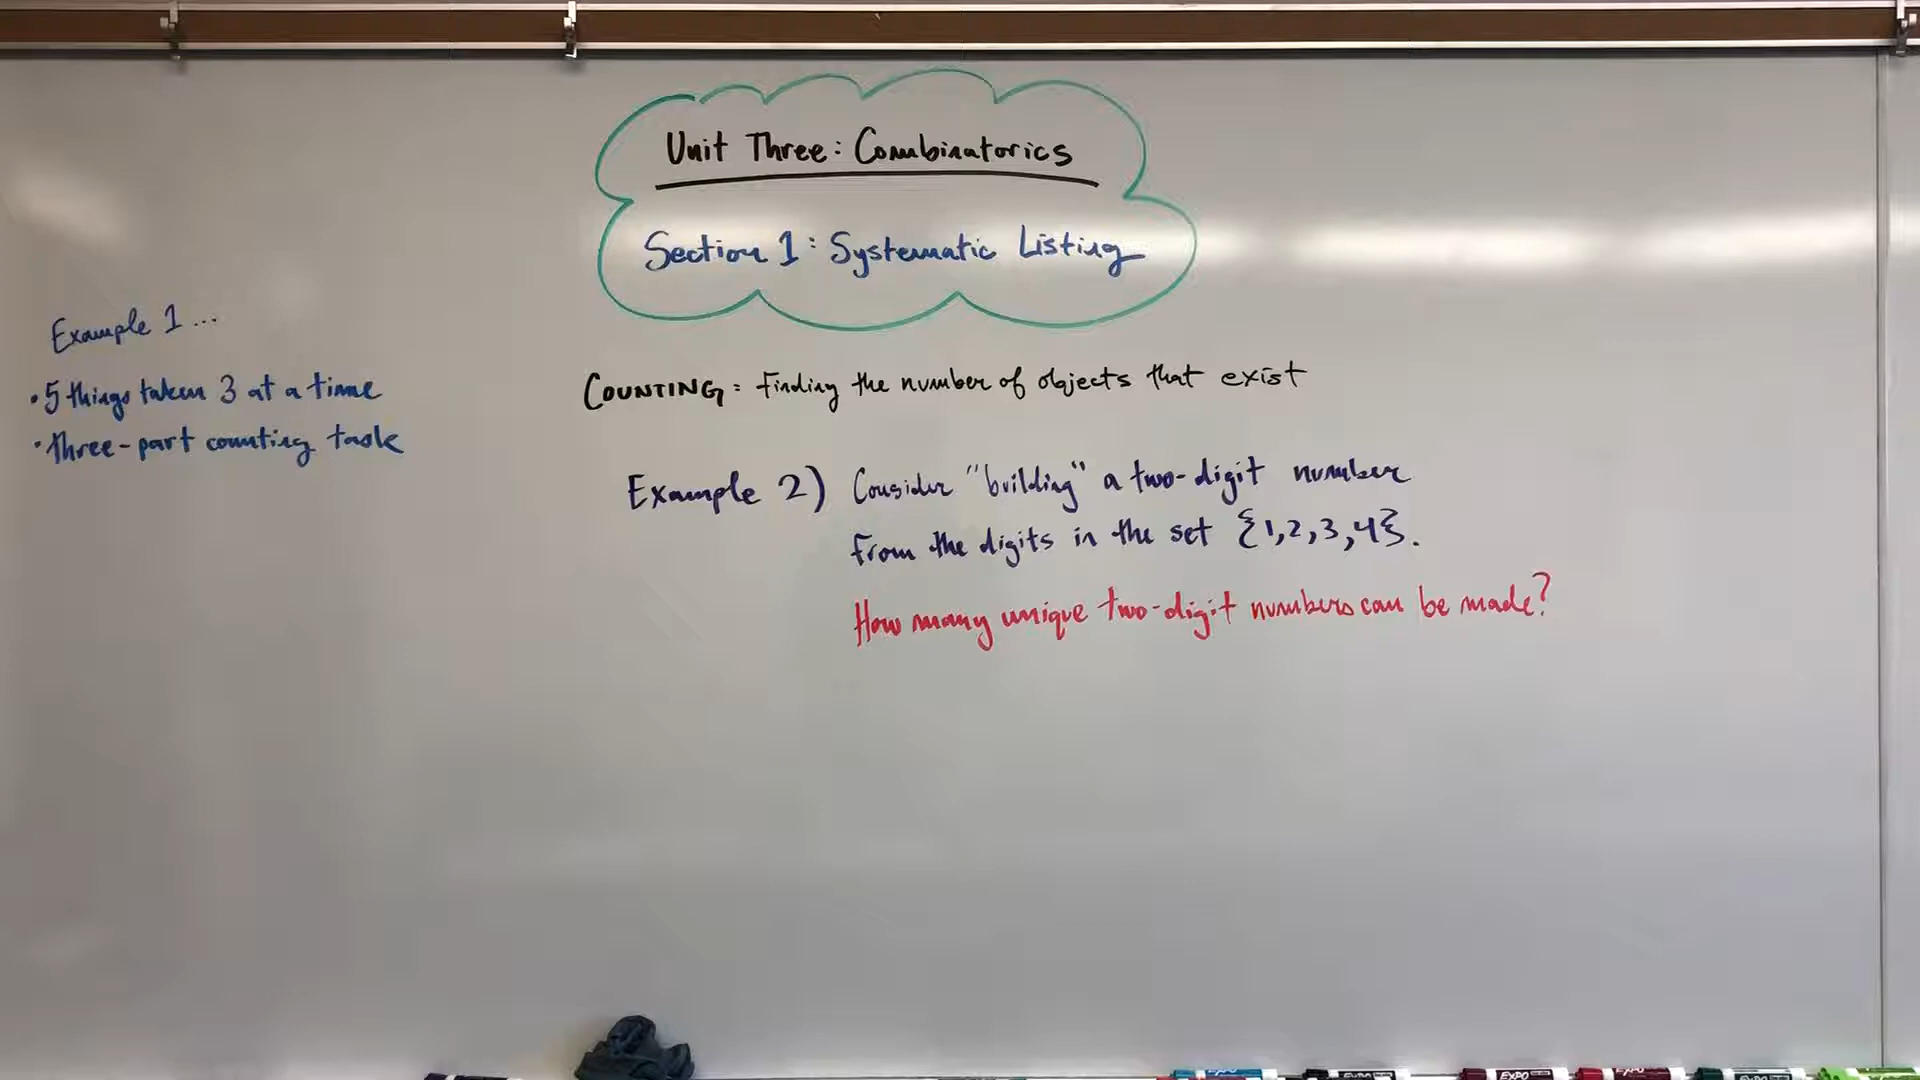 Unit Three: Combinatorics
Section 1: Systematic Listing
Example 1...
• 5 things taken 3 at a time
• three-part counting task
COUNTING: Finding the number of objects that exist
Example 2) Consider "building" a two-digit number
from the digits in the set {1,2,3,4}.
How many unique two-digit numbers can be made?
EXPO
EXPO